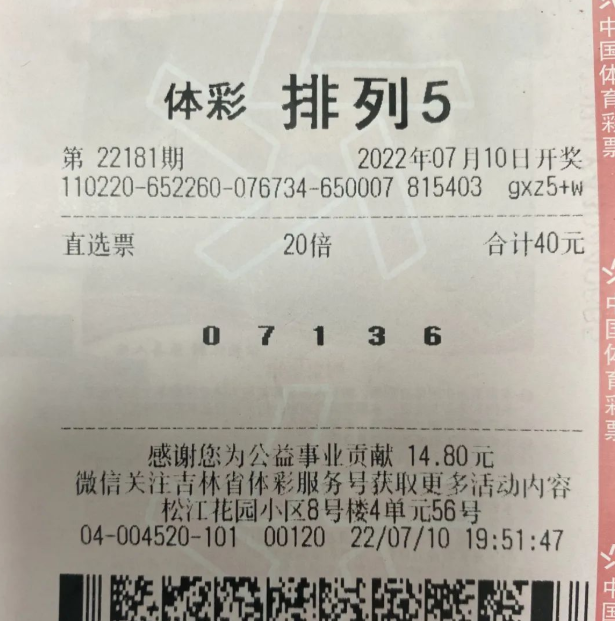 体彩 排列5
第 22181期 2022年07月10日开奖
110220-652260-076734-650007 815403 gxz5+w
直选票 20倍 合计40元
0 7 1 3 6
感谢您为公益事业贡献 14.80元
微信关注吉林省体彩服务号获取更多活动内容
松江花园小区8号楼4单元56号
04-004520-101 00120 22/07/10 19:51:47
中国体育彩票
中国体育彩票
中国